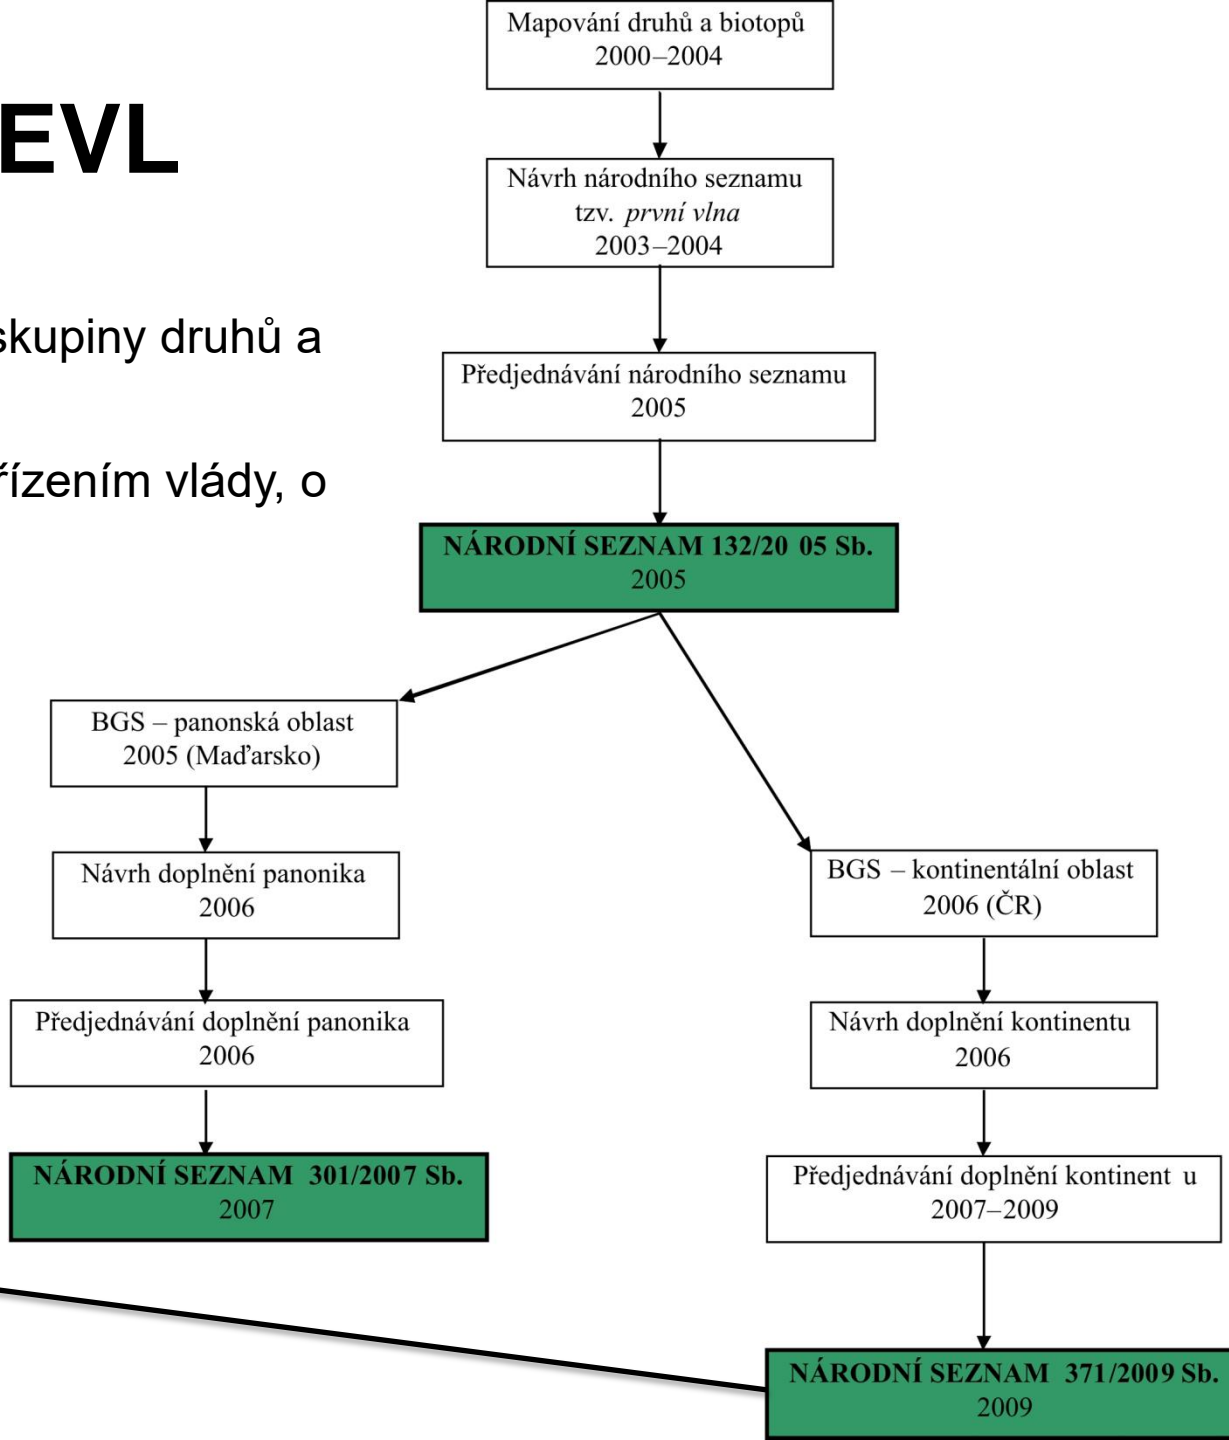 EVL
skupiny druhů a
řízením vlády, o
Mapování druhů a biotopů
2000–2004
Návrh národního seznamu
tzv. první vlna
2003–2004
Předjednávání národního seznamu
2005
NÁRODNÍ SEZNAM 132/20 05 Sb.
2005
BGS – panonská oblast
2005 (Maďarsko)
Návrh doplnění panonika
2006
Předjednávání doplnění panonika
2006
NÁRODNÍ SEZNAM 301/2007 Sb.
2007
BGS – kontinentální oblast
2006 (ČR)
Návrh doplnění kontinentu
2006
Předjednávání doplnění kontinent u
2007–2009
NÁRODNÍ SEZNAM 371/2009 Sb.
2009